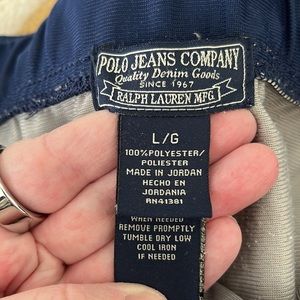 POLO JEANS COMPANY
Quality Denim Goods
SINCE 1967
RALPH LAUREN MFG.
L/G
100%POLYESTER/
POLIESTER
MADE IN JORDAN
HECHO EN
JORDANIA
RN41381
WHEN NEEDED
REMOVE PROMPTLY
TUMBLE DRY LOW
COOL IRON
IF NEEDED